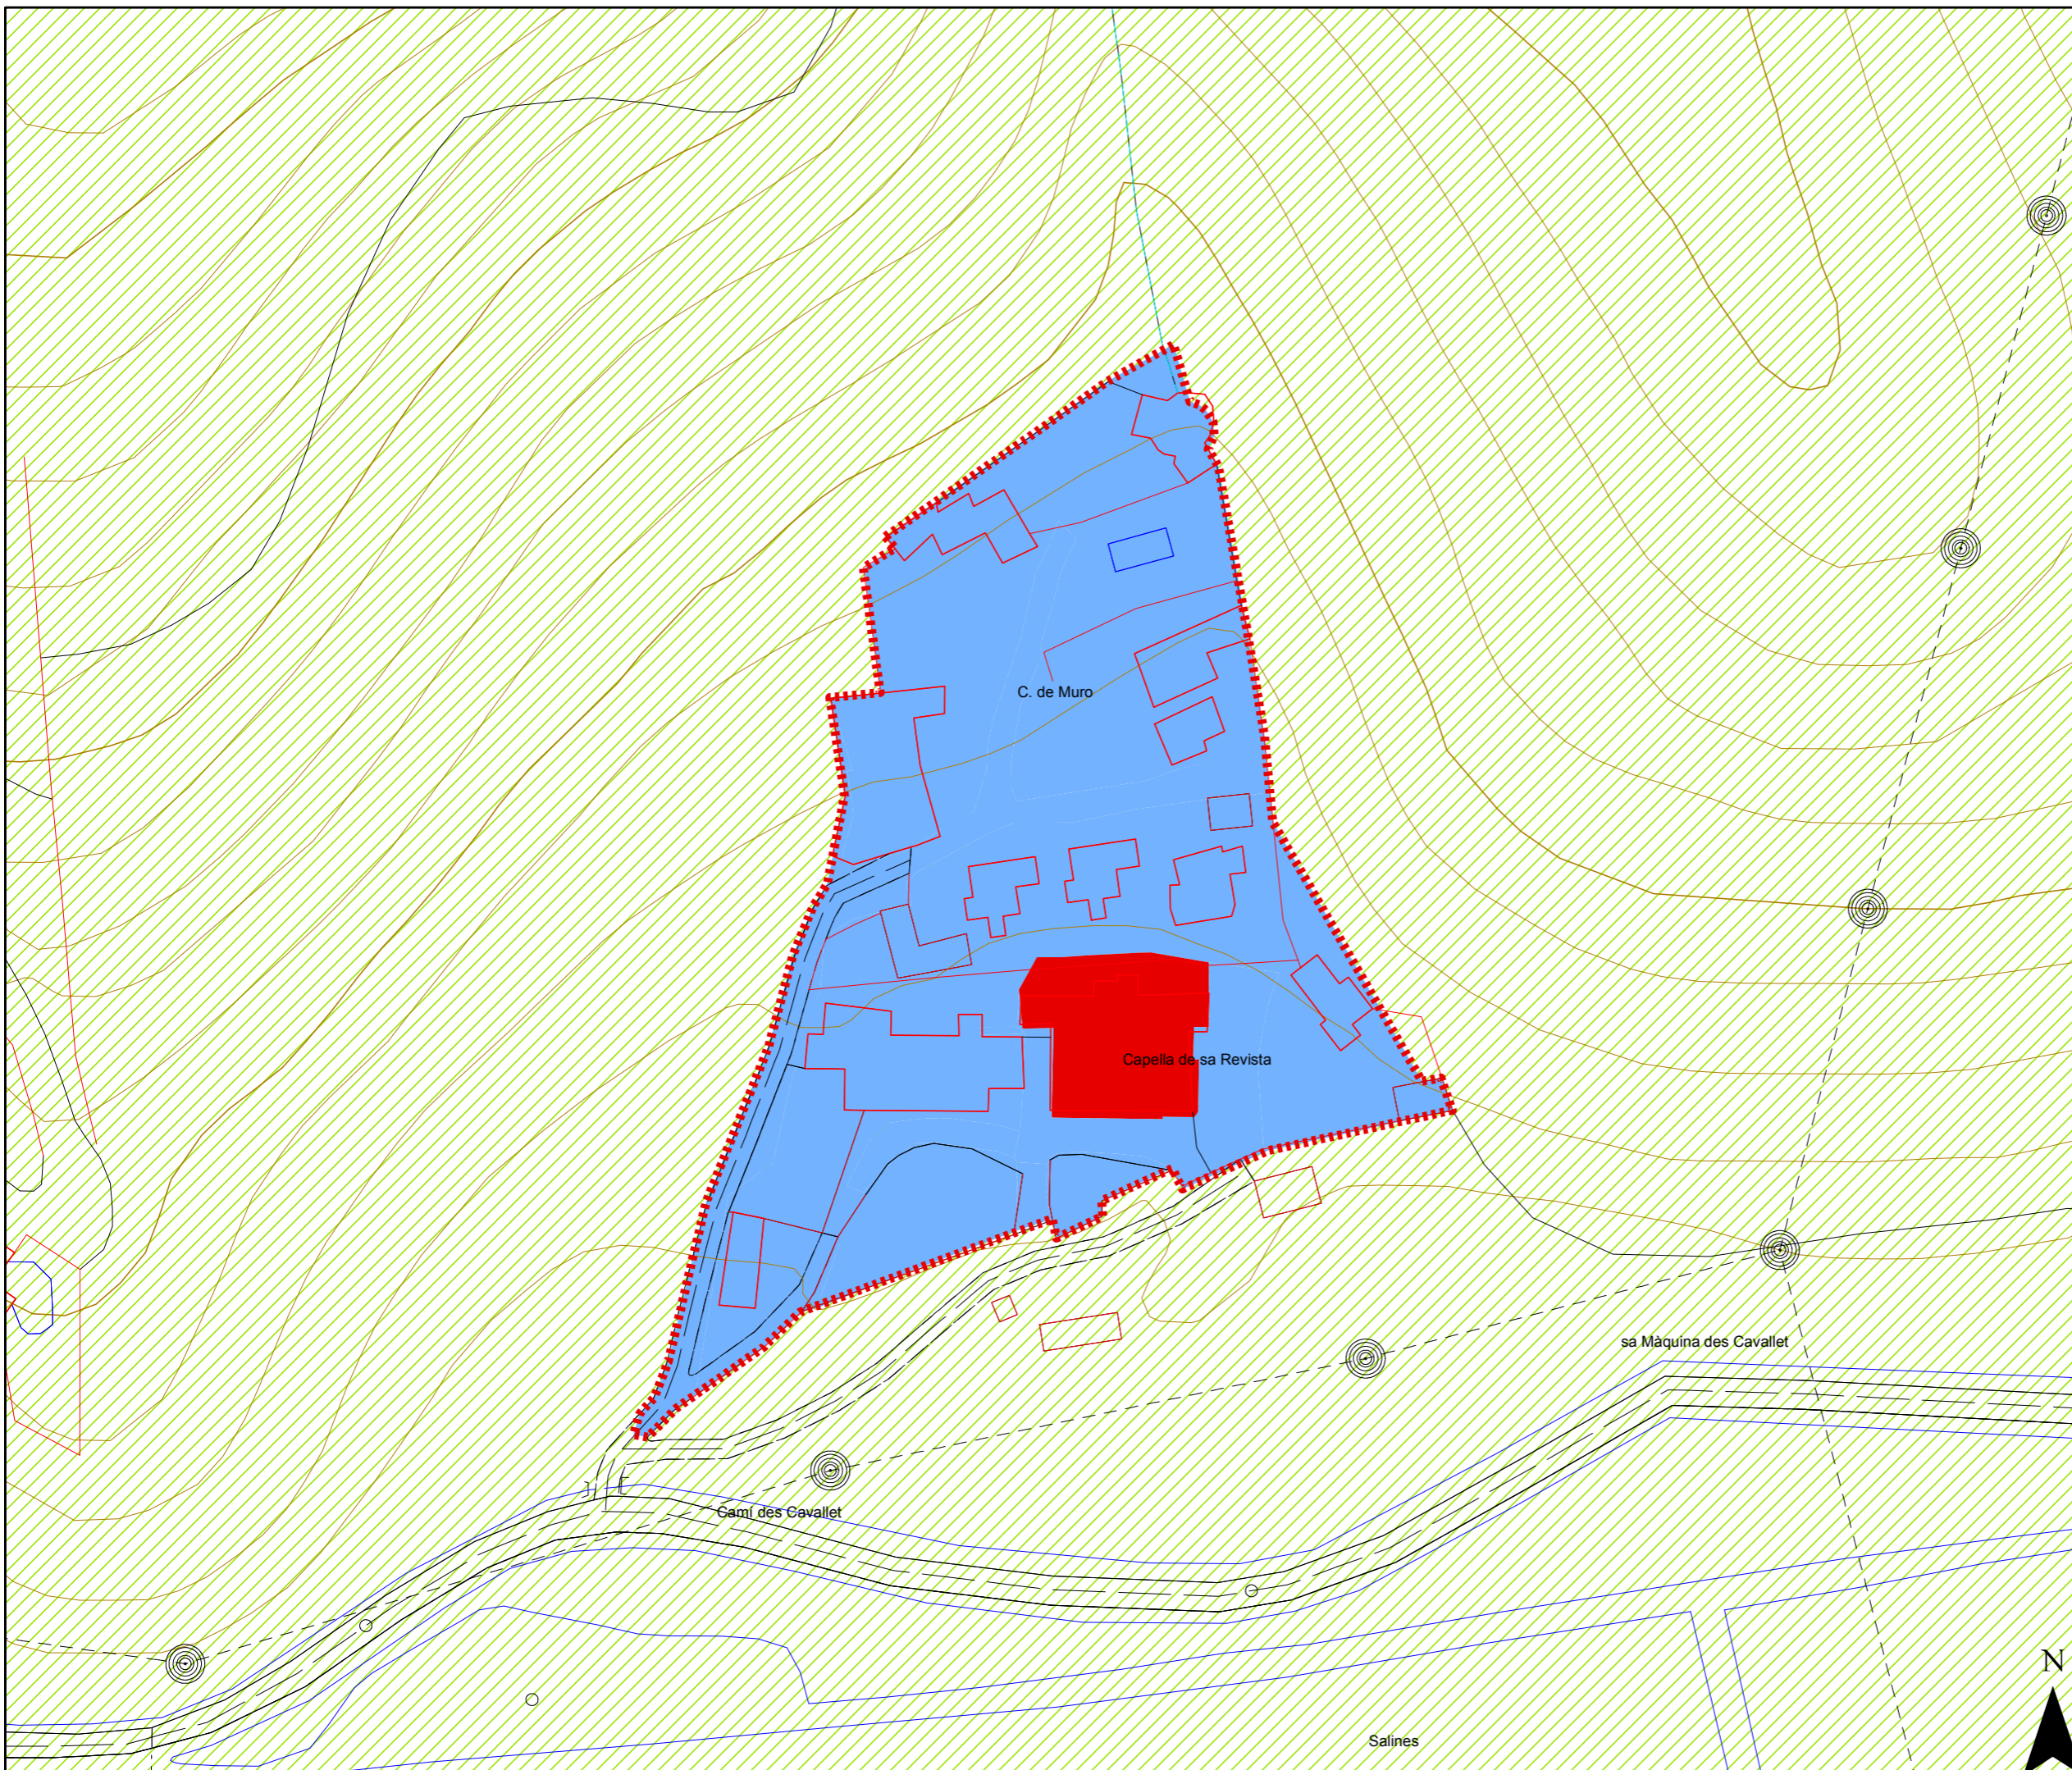 C. de Muro
Capella de sa Revista
sa Màquina des Cavallet
Camí des Cavallet
N
Salines